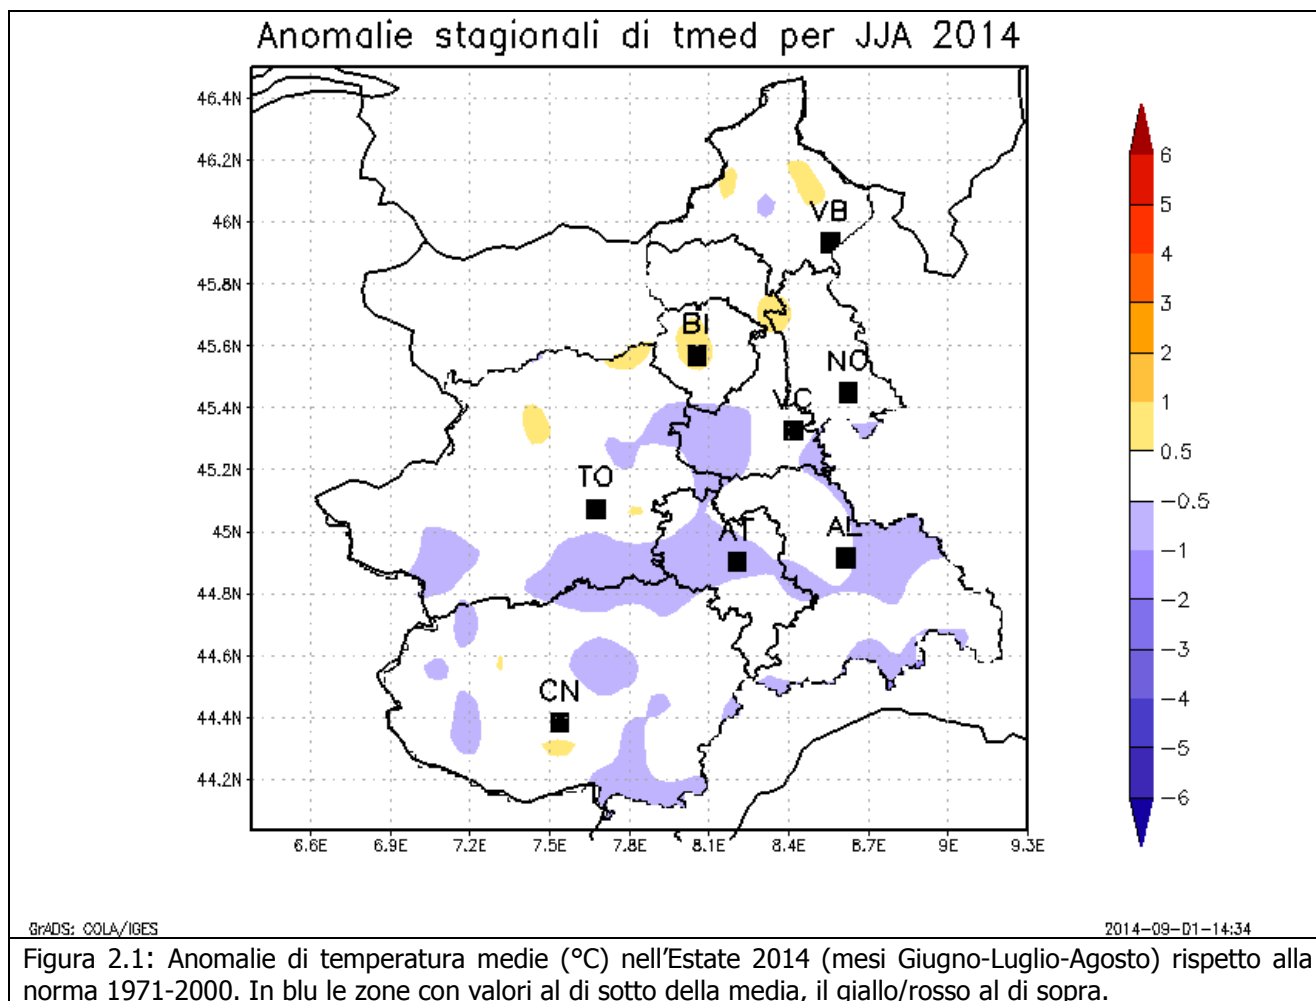 Anomalie stagionali di tmed per JJA 2014
46.4N
46.2N
46N
45.8N
45.6N
45.4N
45.2N
45N
44.8N
44.6N
44.4N
44.2N
6.6E 6.9E 7.2E 7.5E 7.8E 8.1E 8.4E 8.7E 9E 9.3E
VB
BI
NO
VC
TO
AT
AL
CN
6
5
4
3
2
1
0.5
-0.5
-1
-2
-3
-4
-5
-6
GrADS: COLA/IGES
2014-09-01-14:34
Figura 2.1: Anomalie di temperatura medie (°C) nell'Estate 2014 (mesi Giugno-Luglio-Agosto) rispetto alla
norma 1971-2000. In blu le zone con valori al di sotto della media, il giallo/rosso al di sopra.